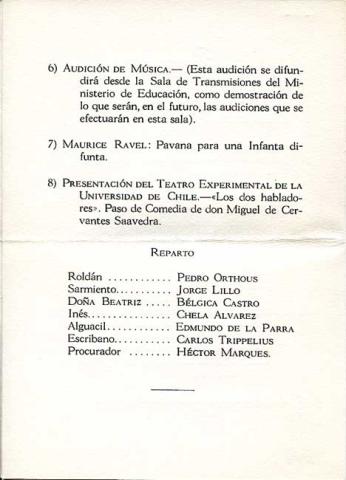 6) Audición de Música.— (Esta audición se difun-
dirá desde la Sala de Transmisiones del Mi-
nisterio de Educación, como demostración de
lo que serán, en el futuro, las audiciones que se
efectuarán en esta sala).
7) Maurice Ravel: Pavana para una Infanta di-
funta.
8) Presentación del Teatro Experimental de la
Universidad de Chile.—«Los dos hablado-
res». Paso de Comedia de don Miguel de Cer-
vantes Saavedra.
Reparto
Roldán ........... Pedro Orthous
Sarmiento.......... Jorge Lillo
Doña Beatriz ..... Bélgica Castro
Inés............... Chela Alvarez
Alguacil........... Edmundo de la Parra
Escribano.......... Carlos Trippelius
Procurador ........ Héctor Marques.